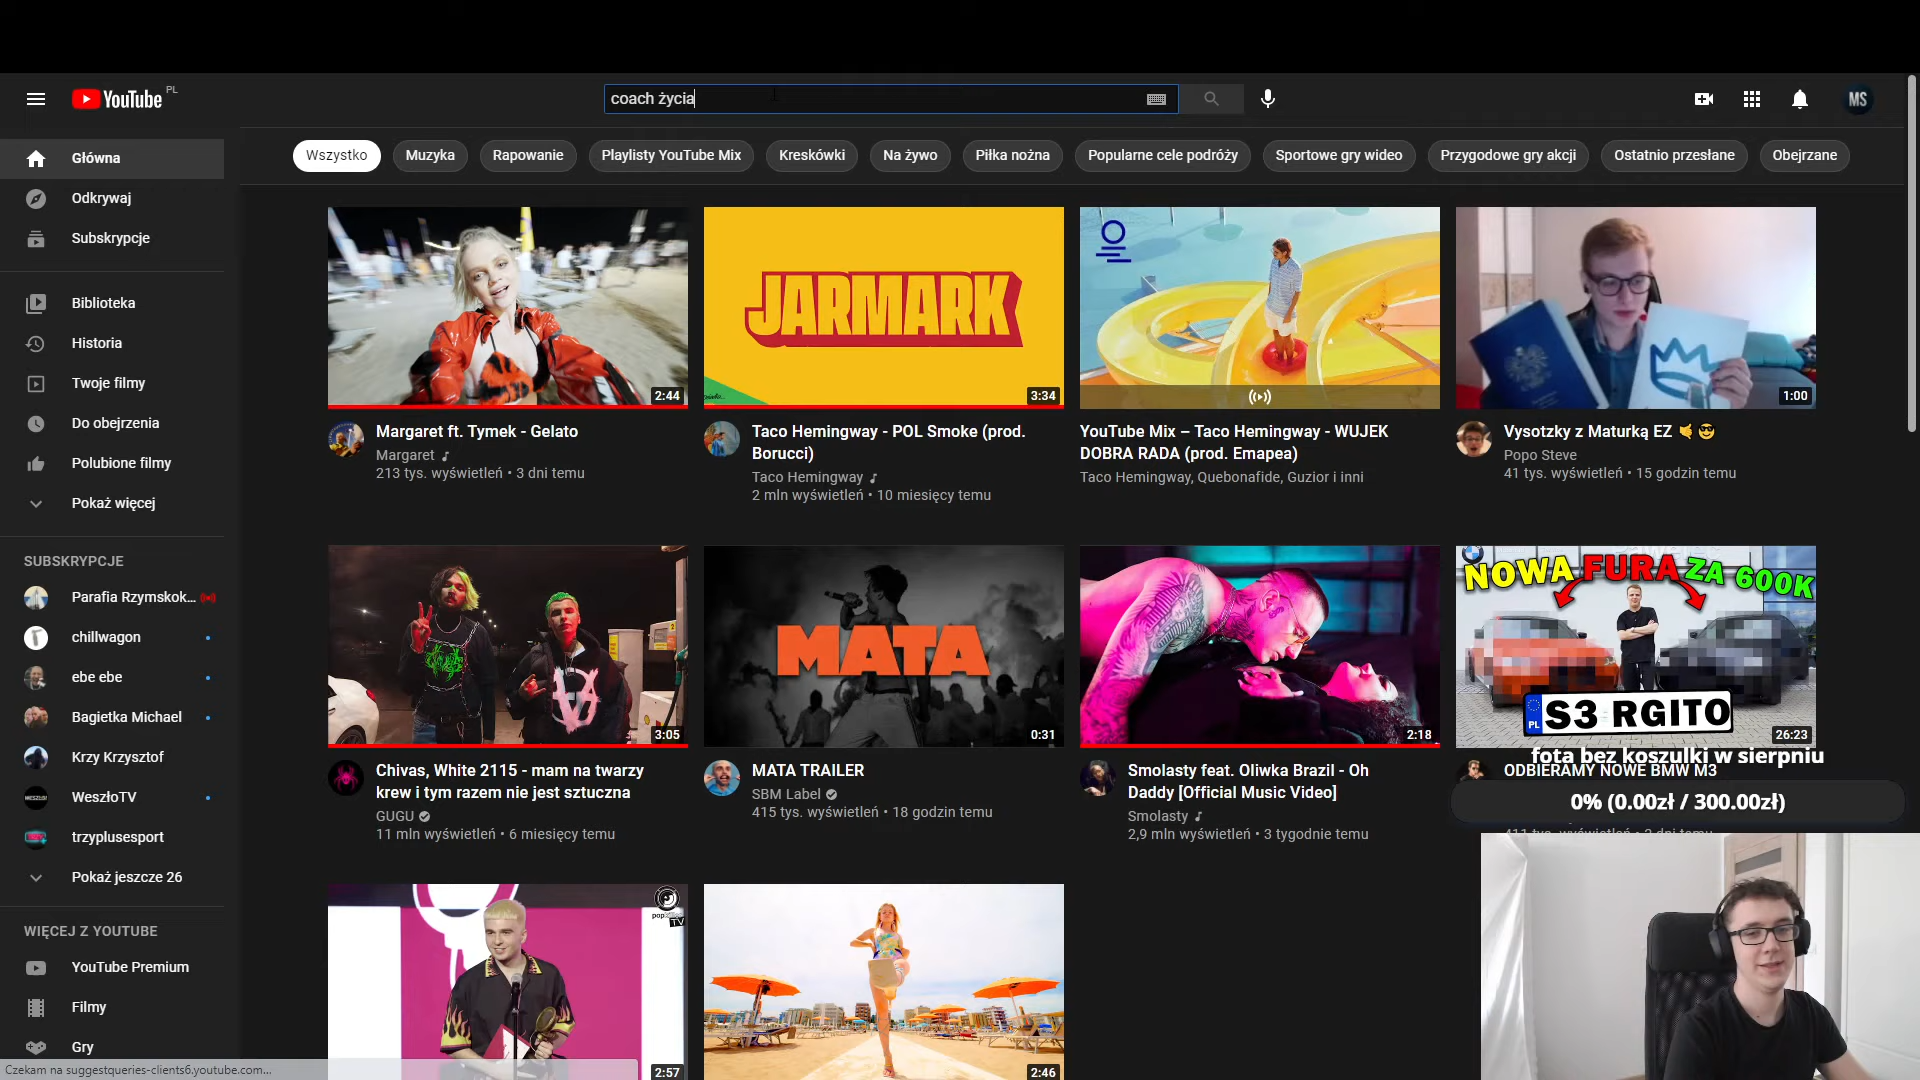 YouTube PL
coach życia
MS
Główna
Odkrywaj
Subskrypcje
Biblioteka
Historia
Twoje filmy
Do obejrzenia
Polubione filmy
Pokaż więcej
SUBSKRYPCJE
Parafia Rzymskok...
chillwagon
ebe ebe
Bagietka Michael
Krzy Krzysztof
WeszłoTV
trzyplusesport
Pokaż jeszcze 26
WIĘCEJ Z YOUTUBE
YouTube Premium
Filmy
Gry
Czekam na suggestqueries-clients6.youtube.com...
Wszystko
Muzyka
Rapowanie
Playlisty YouTube Mix
Kreskówki
Na żywo
Piłka nożna
Popularne cele podróży
Sportowe gry wideo
Przygodowe gry akcji
Ostatnio przesłane
Obejrzane
2:44
Margaret ft. Tymek - Gelato
Margaret
213 tys. wyświetleń • 3 dni temu
JARMARK
3:34
Taco Hemingway - POL Smoke (prod.
Borucci)
Taco Hemingway
2 mln wyświetleń • 10 miesięcy temu
YouTube Mix – Taco Hemingway - WUJEK
DOBRA RADA (prod. Emapea)
Taco Hemingway, Quebonafide, Guzior i inni
1:00
Vysotzky z Maturką EZ 🤙😎
Popo Steve
41 tys. wyświetleń • 15 godzin temu
3:05
Chivas, White 2115 - mam na twarzy
krew i tym razem nie jest sztuczna
GUGU
11 mln wyświetleń • 6 miesięcy temu
MATA
0:31
MATA TRAILER
SBM Label
415 tys. wyświetleń • 18 godzin temu
2:18
Smolasty feat. Oliwka Brazil - Oh
Daddy [Official Music Video]
Smolasty
2,9 mln wyświetleń • 3 tygodnie temu
NOWA FURA ZA 600K
PL
S3 RGITO
26:23
fota bez koszulki w sierpniu
ODBIERAMY NOWE BMW M3
0% (0.00zł / 300.00zł)
411 tys. wyświetleń • 2 dni temu
TV
2:57
2:46